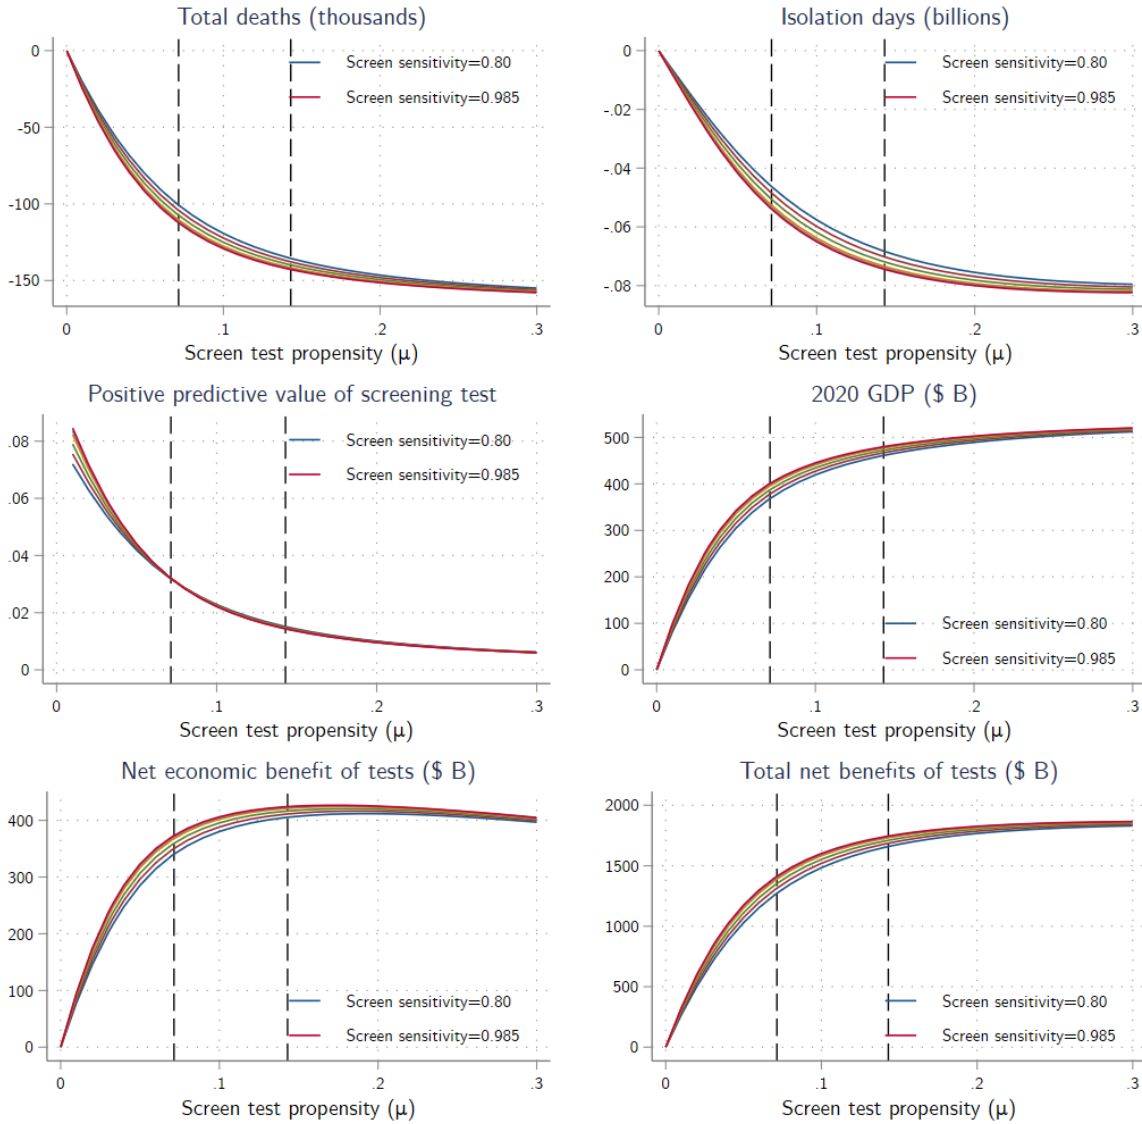 Total deaths (thousands)
0
-50
-100
-150
Screen sensitivity=0.80
Screen sensitivity=0.985
0 .1 .2 .3
Screen test propensity (μ)
Isolation days (billions)
0
-.02
-.04
-.06
-.08
Screen sensitivity=0.80
Screen sensitivity=0.985
0 .1 .2 .3
Screen test propensity (μ)
Positive predictive value of screening test
.08
.06
.04
.02
0
Screen sensitivity=0.80
Screen sensitivity=0.985
0 .1 .2 .3
Screen test propensity (μ)
2020 GDP ($ B)
500
400
300
200
100
0
Screen sensitivity=0.80
Screen sensitivity=0.985
0 .1 .2 .3
Screen test propensity (μ)
Net economic benefit of tests ($ B)
400
300
200
100
0
Screen sensitivity=0.80
Screen sensitivity=0.985
0 .1 .2 .3
Screen test propensity (μ)
Total net benefits of tests ($ B)
2000
1500
1000
500
0
Screen sensitivity=0.80
Screen sensitivity=0.985
0 .1 .2 .3
Screen test propensity (μ)